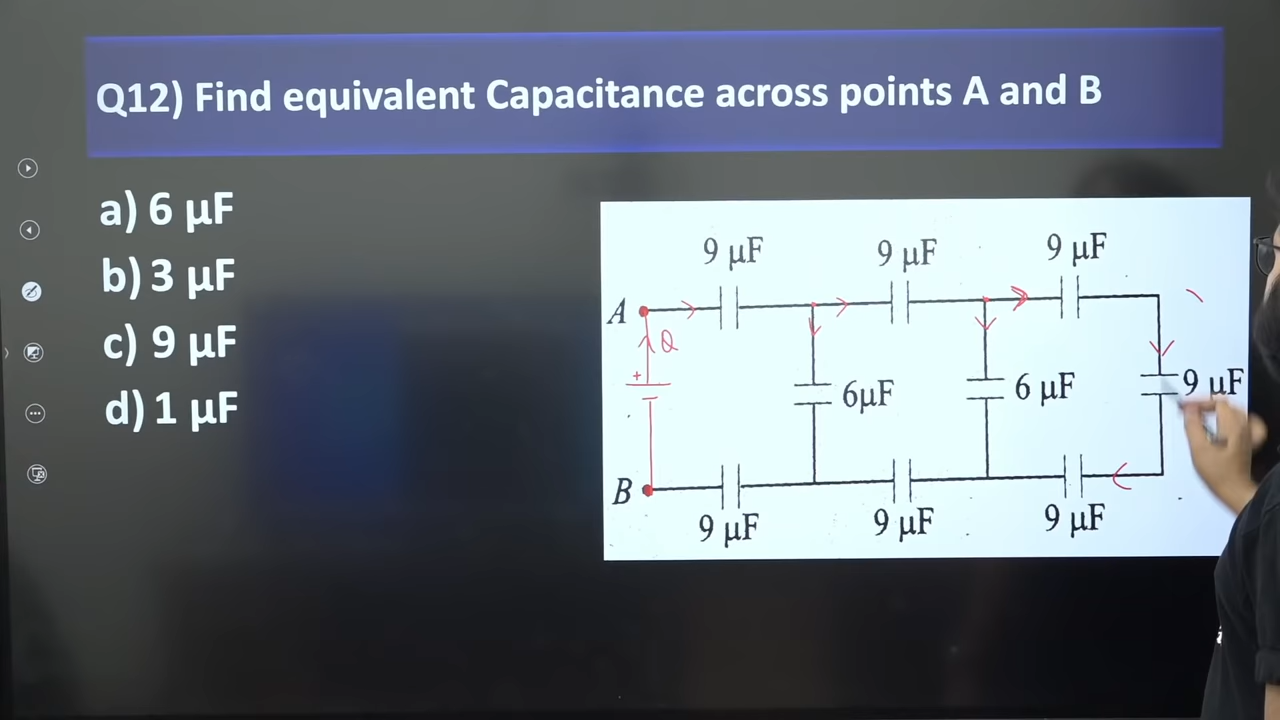 Q12) Find equivalent Capacitance across points A and B
a) 6 μF
b) 3 μF
c) 9 μF
d) 1 μF
9 μF 9 μF 9 μF
A
Q
+
6μF 6 μF 9 μF
B
9 μF 9 μF 9 μF